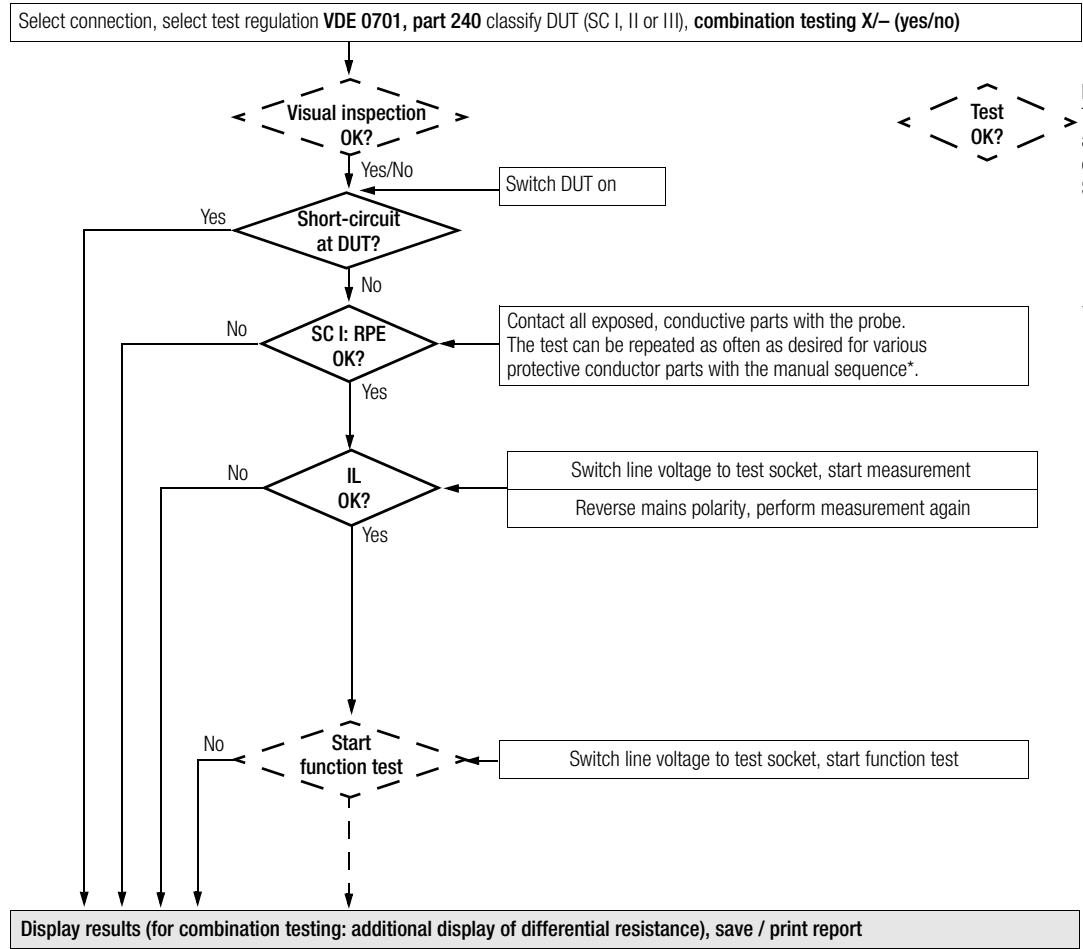 Select connection, select test regulation VDE 0701, part 240 classify DUT (SC I, II or III), combination testing X/– (yes/no)
Visual inspection
OK?
Test
OK?
Yes/No
Switch DUT on
Yes
Short-circuit
at DUT?
No
No
SC I: RPE
OK?
Contact all exposed, conductive parts with the probe.
The test can be repeated as often as desired for various
protective conductor parts with the manual sequence*.
Yes
No
IL
OK?
Switch line voltage to test socket, start measurement
Reverse mains polarity, perform measurement again
Yes
No
Start
function test
Switch line voltage to test socket, start function test
Display results (for combination testing: additional display of differential resistance), save / print report